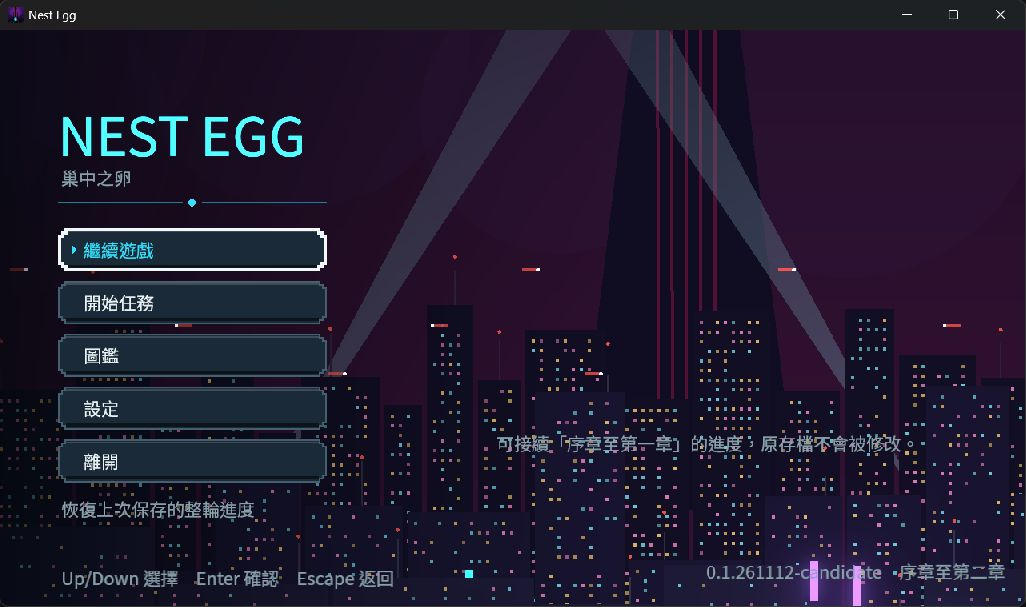 Nest Egg
NEST EGG
巢中之卵
繼續遊戲
開始任務
圖鑑
設定
離開
可接續「序章至第一章」的進度，原存檔不會被修改。
恢復上次保存的整輪進度
Up/Down 選擇 Enter 確認 Escape 返回
0.1.261112-candidate 序章至第二章